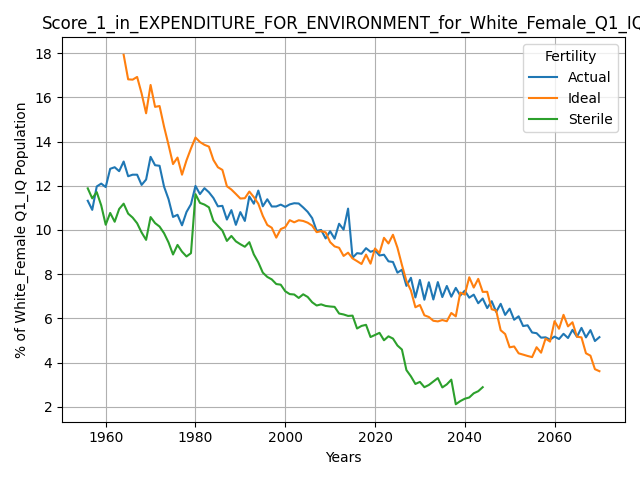 Score_1_in_EXPENDITURE_FOR_ENVIRONMENT_for_White_Female_Q1_IQ
Fertility
Actual
Ideal
Sterile
% of White_Female Q1_IQ Population
18
16
14
12
10
8
6
4
2
1960 1980 2000 2020 2040 2060
Years